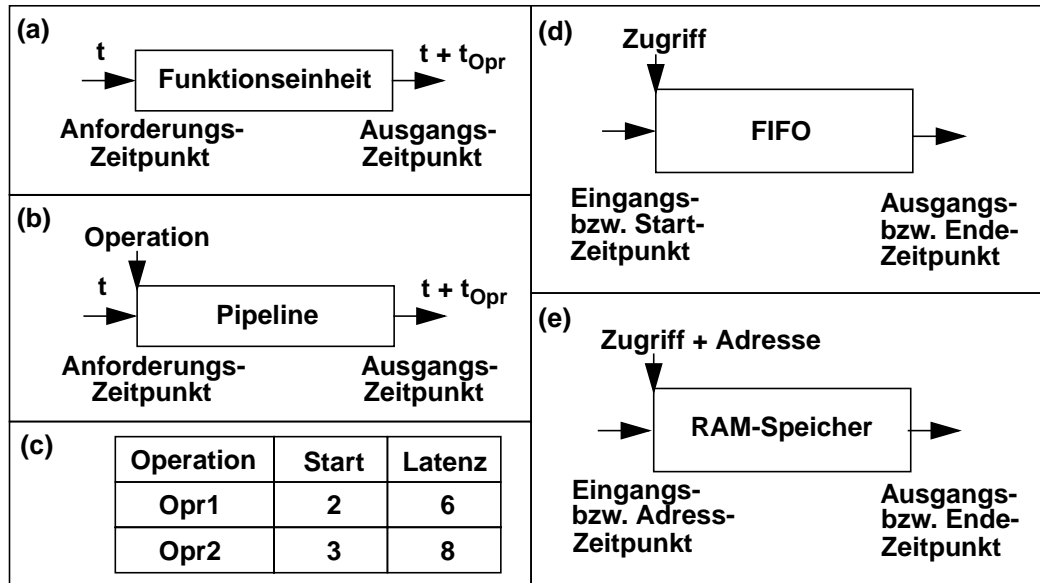 (a)
t
t + tOpr
Funktionseinheit
Anforderungs-
Zeitpunkt
Ausgangs-
Zeitpunkt
(b)
Operation
t
t + tOpr
Pipeline
Anforderungs-
Zeitpunkt
Ausgangs-
Zeitpunkt
(c)
Operation Start Latenz
Opr1 2 6
Opr2 3 8
(d)
Zugriff
FIFO
Eingangs-
bzw. Start-
Zeitpunkt
Ausgangs-
bzw. Ende-
Zeitpunkt
(e)
Zugriff + Adresse
RAM-Speicher
Eingangs-
bzw. Adress-
Zeitpunkt
Ausgangs-
bzw. Ende-
Zeitpunkt